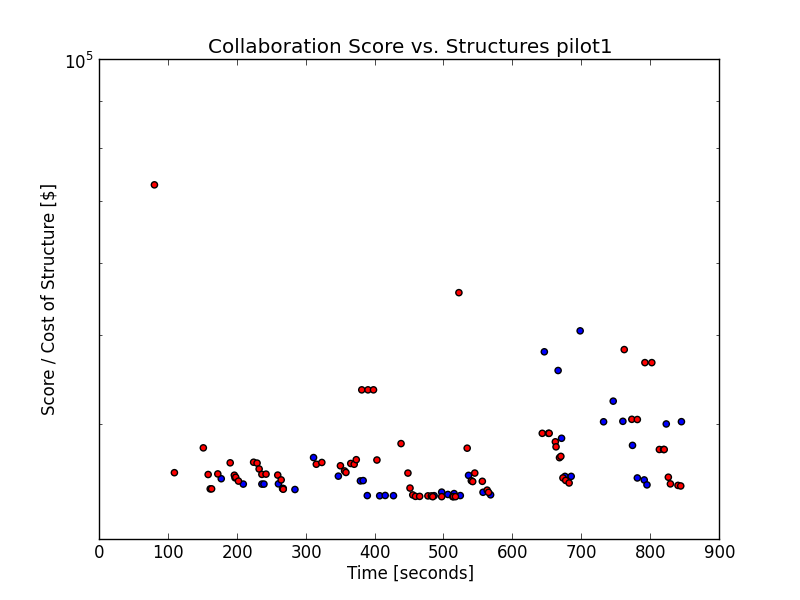 Collaboration Score vs. Structures pilot1
10^5
Score / Cost of Structure [$]
0 100 200 300 400 500 600 700 800 900
Time [seconds]